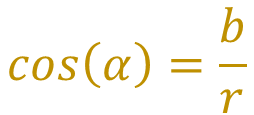 cos(α) = b/r